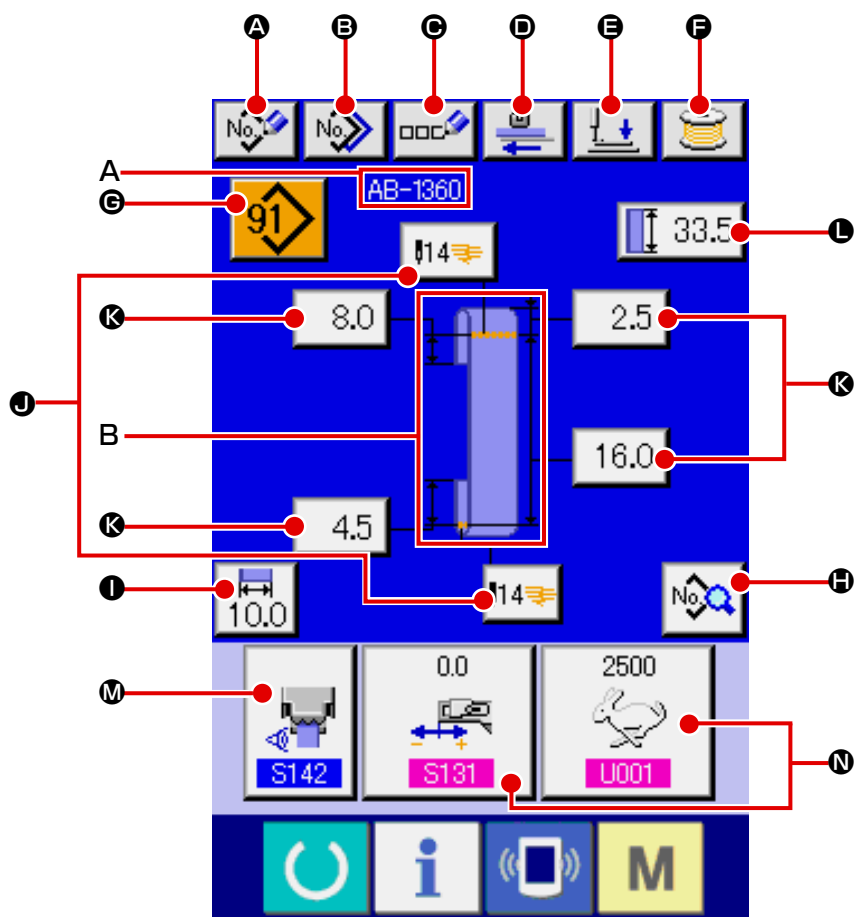 A B C D E F
No. No.
A AB-1360
G 91
14
33.5 L
K 8.0 2.5
J K
B
16.0
K 4.5
I 10.0
14
No. H
0.0 2500
M
- +
N
S142 S131 U001
i M